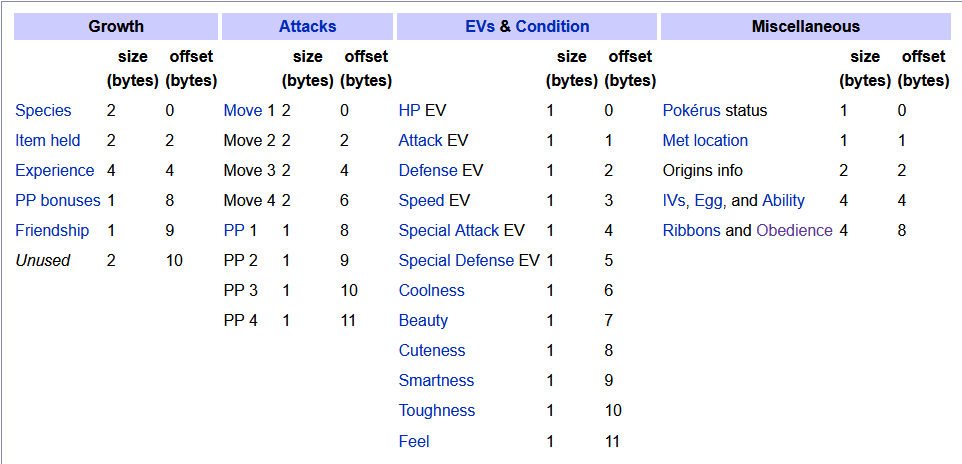 Growth Attacks EVs & Condition Miscellaneous
size offset size offset size offset size offset
(bytes) (bytes) (bytes) (bytes) (bytes) (bytes) (bytes) (bytes)
Species 2 0 Move 1 2 0 HP EV 1 0 Pokérus status 1 0
Item held 2 2 Move 2 2 2 Attack EV 1 1 Met location 1 1
Experience 4 4 Move 3 2 4 Defense EV 1 2 Origins info 2 2
PP bonuses 1 8 Move 4 2 6 Speed EV 1 3 IVs, Egg, and Ability 4 4
Friendship 1 9 PP 1 1 8 Special Attack EV 1 4 Ribbons and Obedience 4 8
Unused 2 10 PP 2 1 9 Special Defense EV 1 5
PP 3 1 10 Coolness 1 6
PP 4 1 11 Beauty 1 7
Cuteness 1 8
Smartness 1 9
Toughness 1 10
Feel 1 11